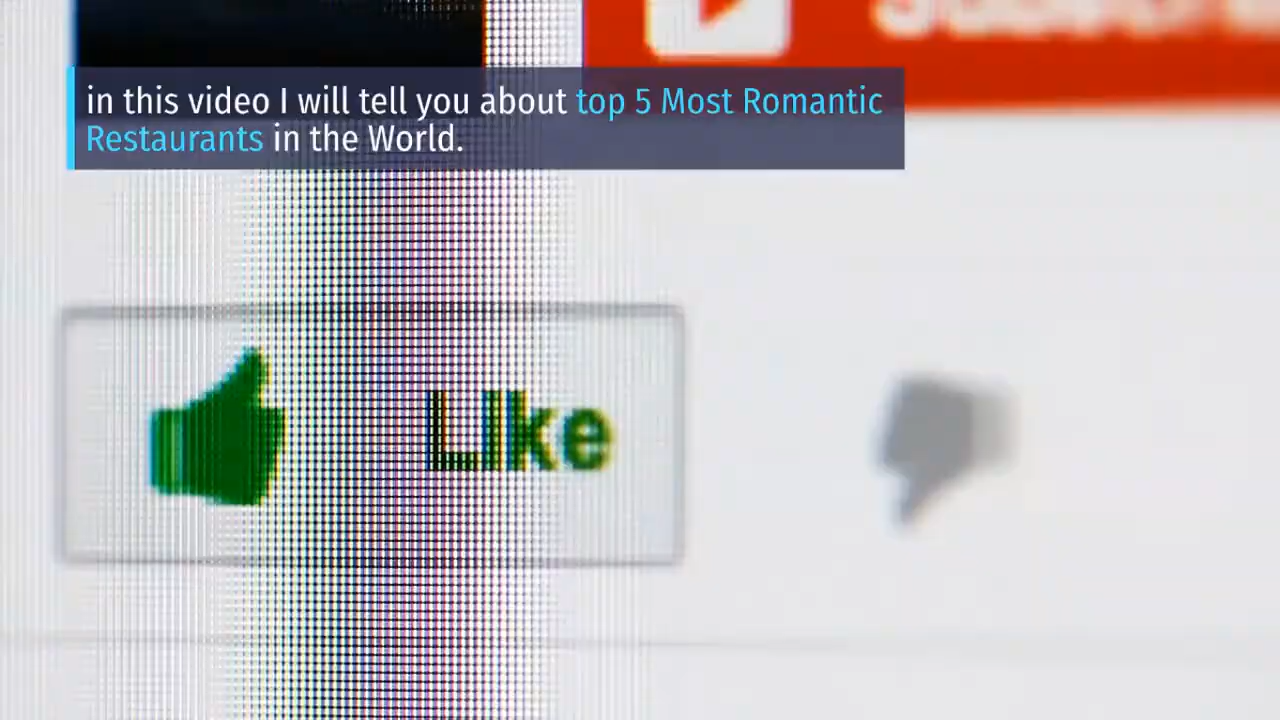 in this video I will tell you about top 5 Most Romantic
Restaurants in the World.
Like